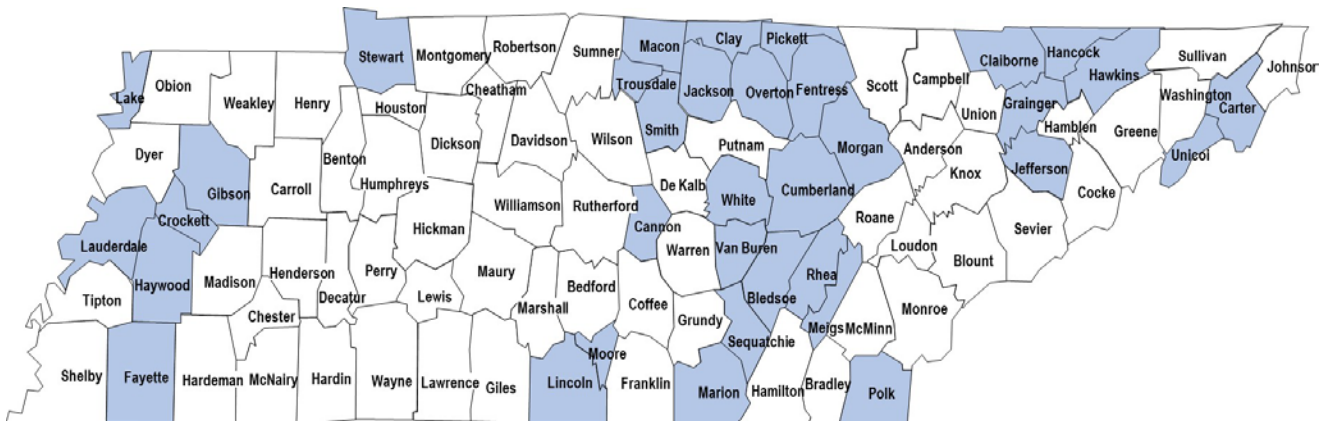 Stewart
Montgomery
Robertson
Sumner
Macon
Clay
Pickett
Scott
Campbell
Claiborne
Hancock
Hawkins
Sullivan
Johnson
Lake
Obion
Weakley
Henry
Houston
Cheatham
Trousdale
Jackson
Overton
Fentress
Union
Grainger
Hamblen
Greene
Washington
Carter
Unicoi
Dyer
Gibson
Carroll
Benton
Humphreys
Dickson
Davidson
Wilson
Smith
Putnam
Morgan
Anderson
Knox
Jefferson
Cocke
Crockett
Lauderdale
Haywood
Madison
Henderson
Decatur
Perry
Hickman
Williamson
Rutherford
De Kalb
White
Cumberland
Cannon
Warren
Van Buren
Roane
Loudon
Blount
Sevier
Tipton
Chester
Lewis
Maury
Marshall
Bedford
Coffee
Grundy
Bledsoe
Rhea
Meigs
McMinn
Monroe
Shelby
Fayette
Hardeman
McNairy
Hardin
Wayne
Lawrence
Giles
Lincoln
Moore
Franklin
Marion
Sequatchie
Hamilton
Bradley
Polk